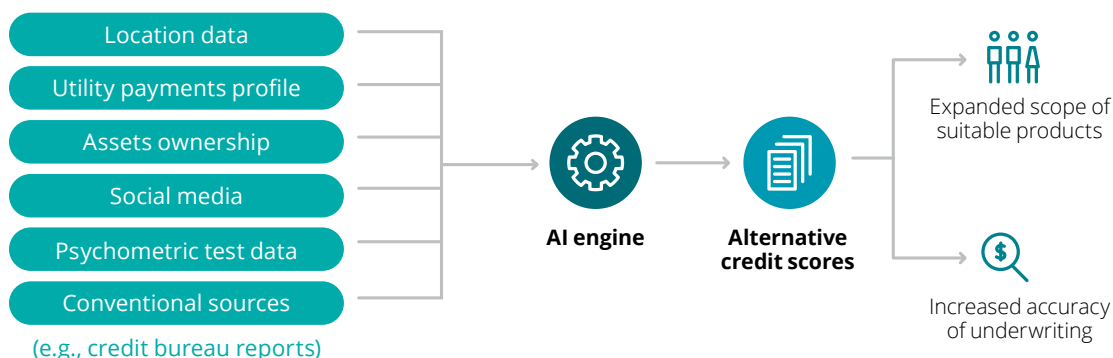 Location data
Utility payments profile
Assets ownership
Social media
Psychometric test data
Conventional sources
(e.g., credit bureau reports)
AI engine
Alternative
credit scores
Expanded scope of
suitable products
$
Increased accuracy
of underwriting